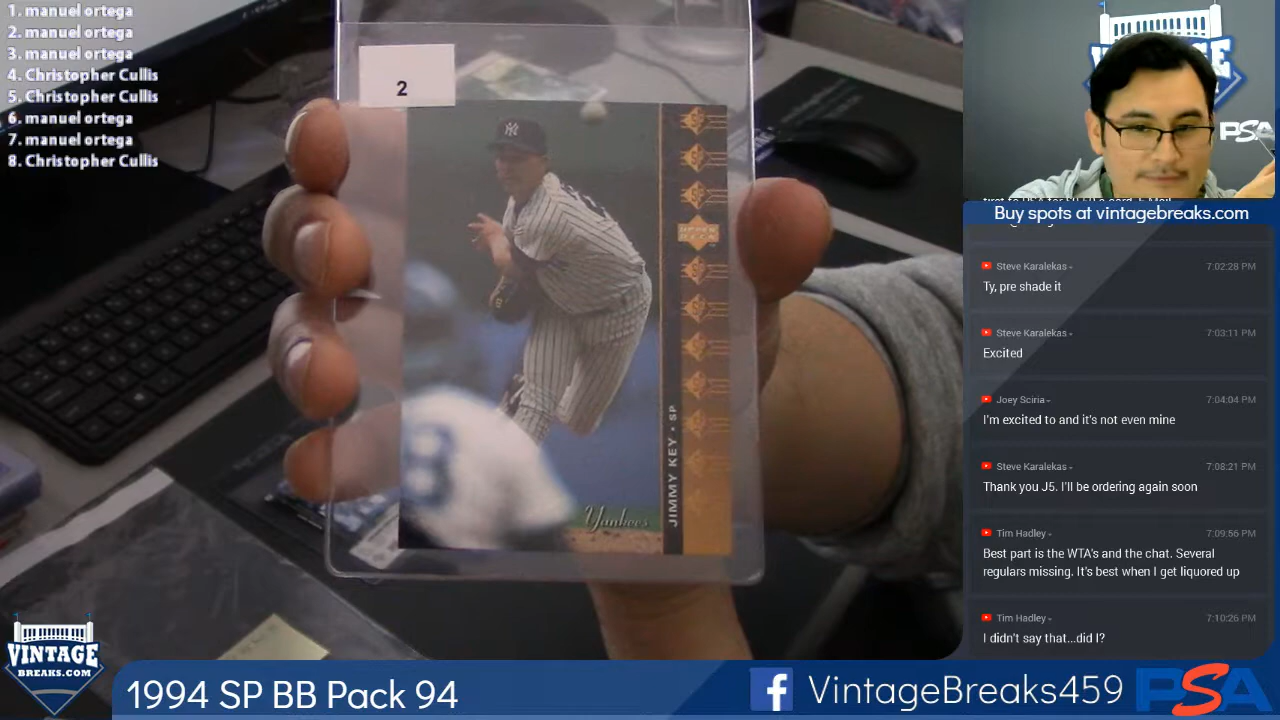 1. manuel ortega
2. manuel ortega
3. manuel ortega
4. Christopher Cullis
5. Christopher Cullis
6. manuel ortega
7. manuel ortega
8. Christopher Cullis
2
NY
SP
UPPER DECK
JIMMY KEY • SP
Yankees
8
PSA
Buy spots at vintagebreaks.com
Steve Karalekas
7:02:28 PM
Ty, pre shade it
Steve Karalekas
7:03:11 PM
Excited
Joey Sciria
7:04:04 PM
I'm excited to and it's not even mine
Steve Karalekas
7:08:21 PM
Thank you J5. I'll be ordering again soon
Tim Hadley
7:09:56 PM
Best part is the WTA's and the chat. Several
regulars missing. It's best when I get liquored up
Tim Hadley
7:10:26 PM
I didn't say that...did I?
VINTAGE
BREAKS.COM
1994 SP BB Pack 94
f VintageBreaks459
PSA